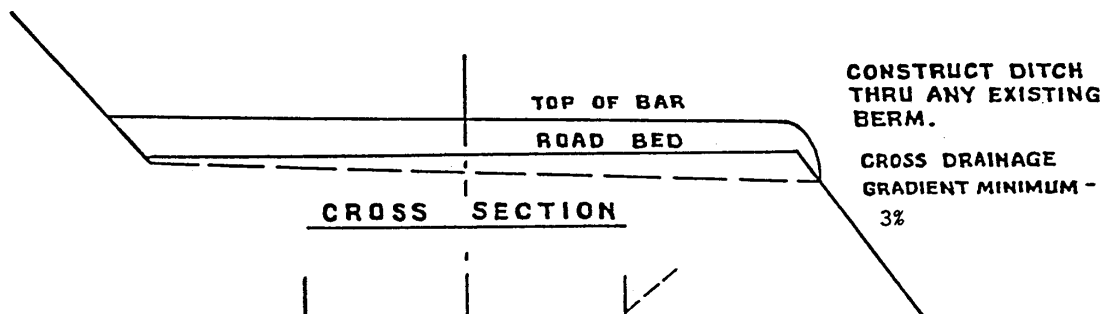 CONSTRUCT DITCH
THRU ANY EXISTING
BERM.
TOP OF BAR
ROAD BED
CROSS DRAINAGE
GRADIENT MINIMUM -
3%
CROSS SECTION